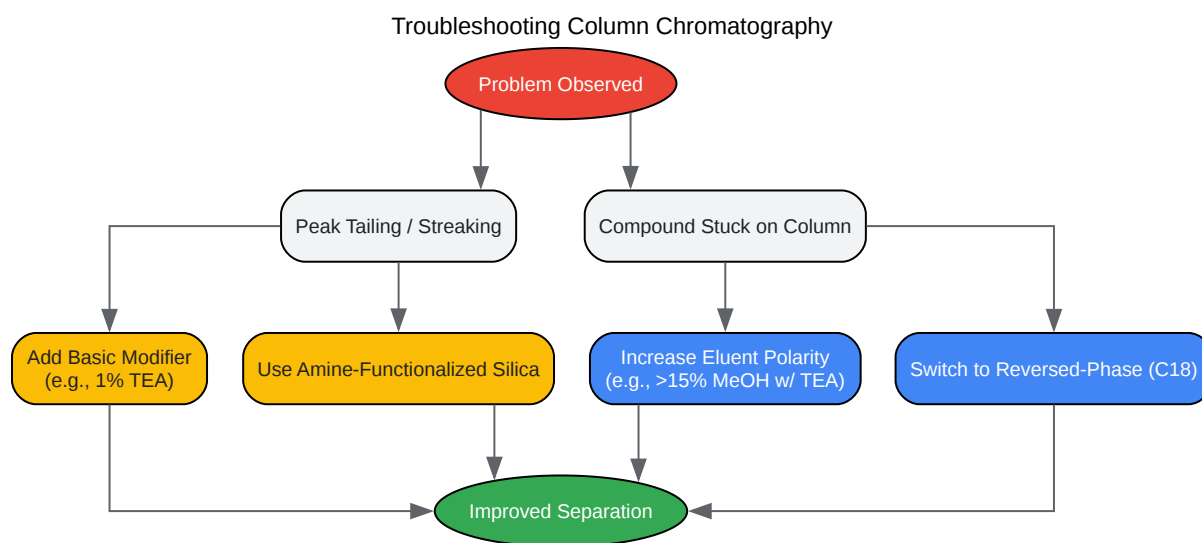 Troubleshooting Column Chromatography
Problem Observed
Peak Tailing / Streaking
Compound Stuck on Column
Add Basic Modifier
(e.g., 1% TEA)
Use Amine-Functionalized Silica
Increase Eluent Polarity
(e.g., >15% MeOH w/ TEA)
Switch to Reversed-Phase (C18)
Improved Separation